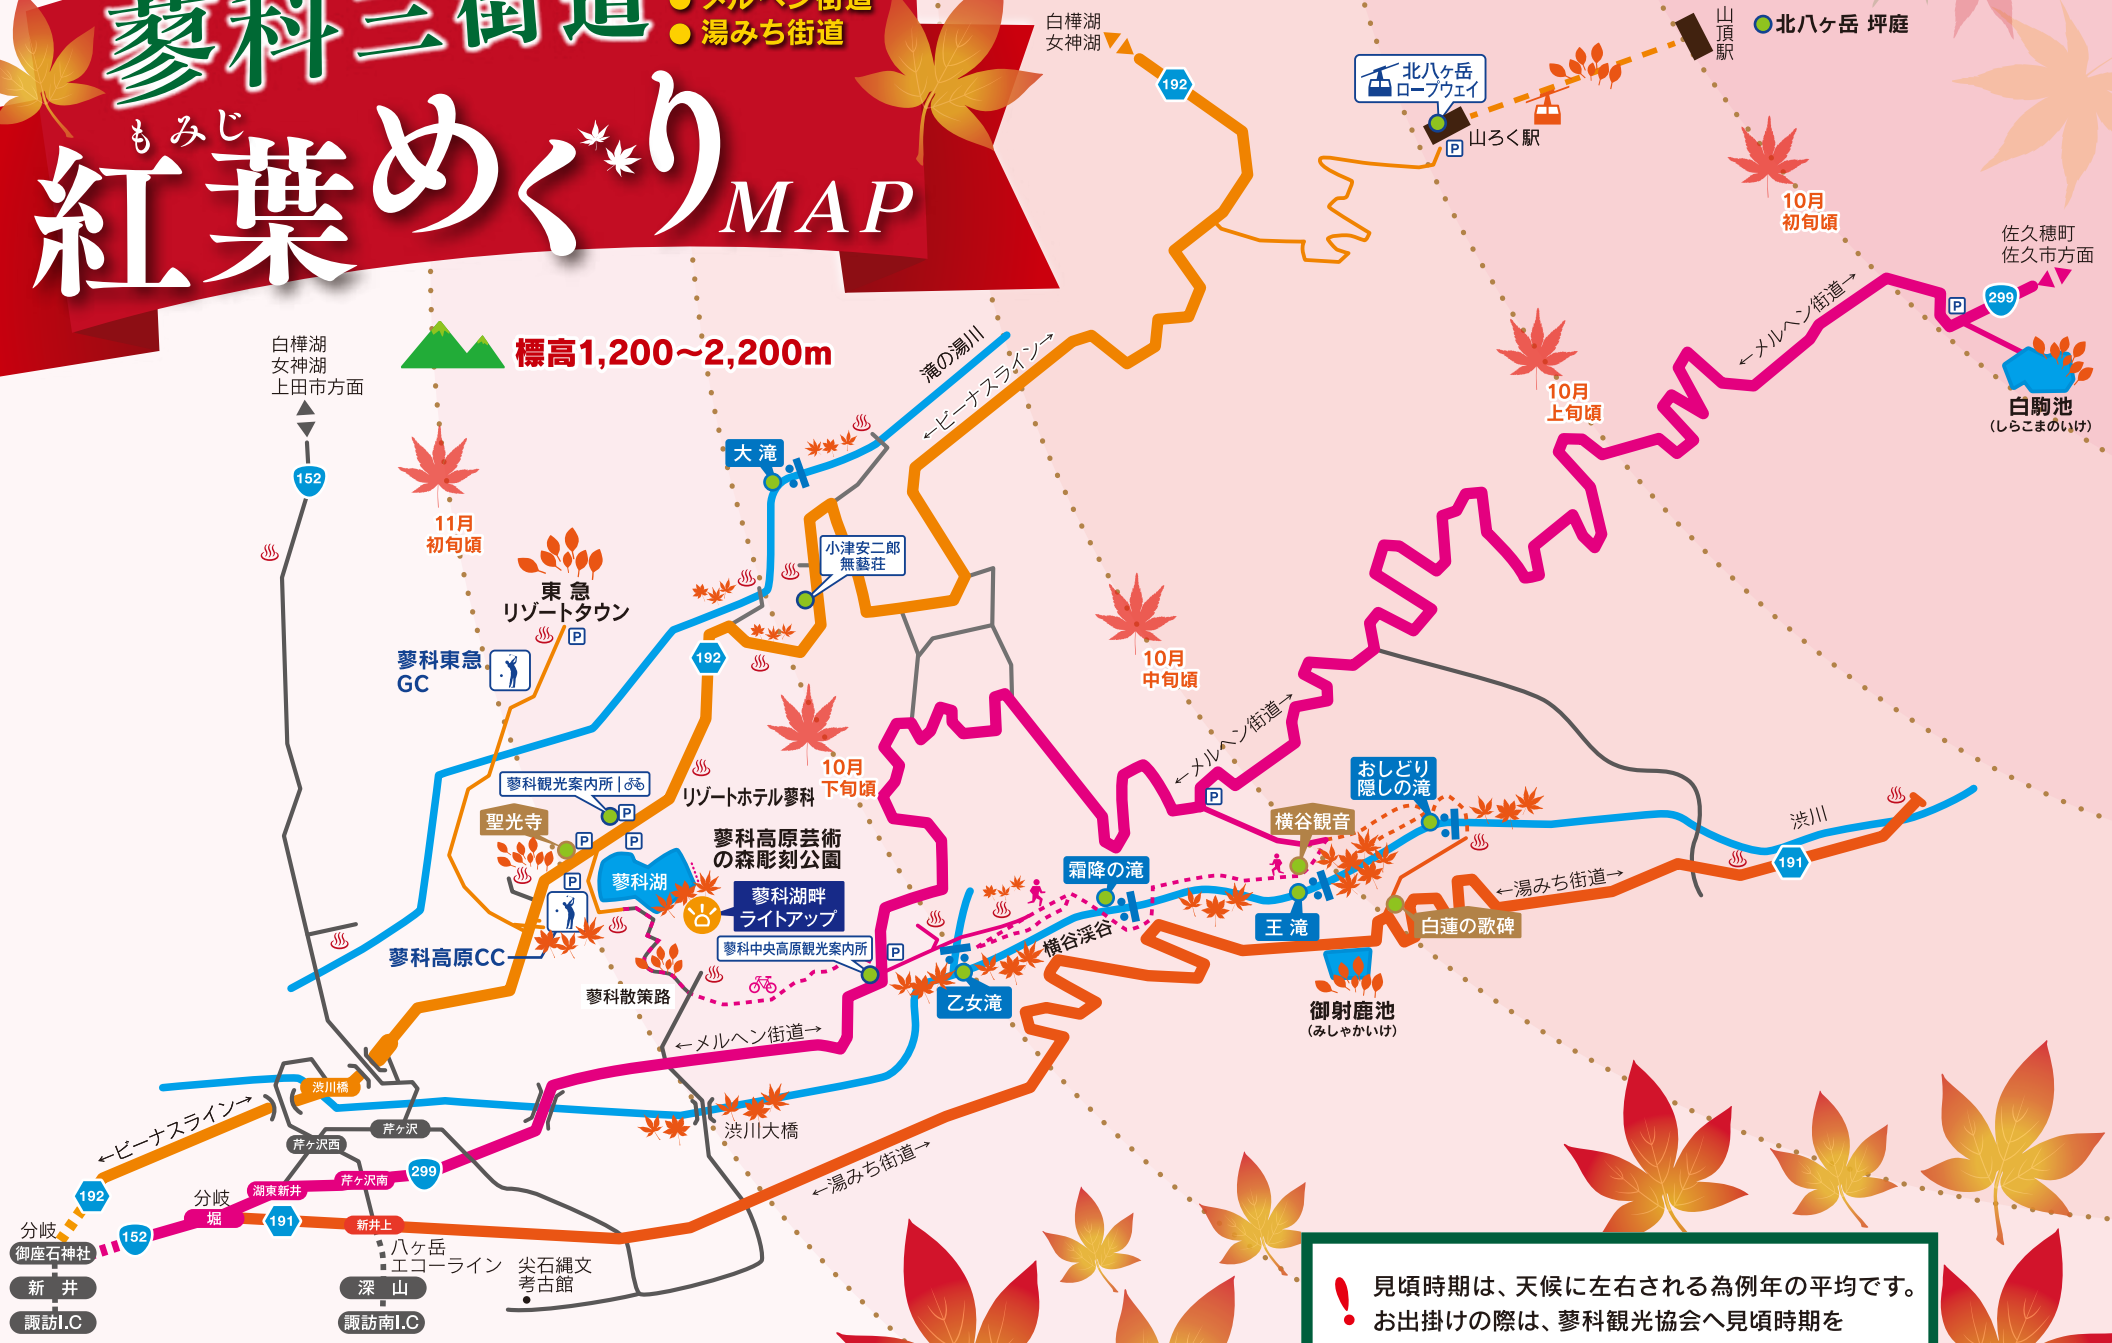 蓼科三街道
●メルヘン街道
●湯みち街道
もみじ
紅葉めぐりMAP
標高1,200〜2,200m
白樺湖
女神湖
192
北八ヶ岳
ロープウェイ
山ろく駅
P
山頂駅
北八ヶ岳 坪庭
10月
初旬頃
佐久穂町
佐久市方面
299
P
←メルヘン街道→
白駒池
(しらこまのいけ)
10月
上旬頃
白樺湖
女神湖
上田市方面
152
11月
初旬頃
滝の湯川
←ビーナスライン→
大滝
小津安二郎
無藝荘
東急
リゾートタウン
P
蓼科東急
GC
192
10月
中旬頃
10月
下旬頃
蓼科観光案内所
P
リゾートホテル蓼科
聖光寺
P
P
P
蓼科高原芸術
の森彫刻公園
蓼科湖
蓼科湖畔
ライトアップ
蓼科高原CC
蓼科中央高原観光案内所
P
蓼科散策路
←メルヘン街道→
P
おしどり
隠しの滝
横谷観音
霜降の滝
王滝
横谷渓谷
乙女滝
白蓮の歌碑
御射鹿池
(みしゃかいけ)
渋川
191
←湯みち街道→
←メルヘン街道→
渋川橋
←ビーナスライン→
芹ヶ沢
芹ヶ沢西
渋川大橋
芹ヶ沢南
299
湖東新井
192
分岐
堀
191
新井上
←湯みち街道→
分岐
152
御座石神社
新井
諏訪I.C
八ヶ岳
エコーライン
深山
諏訪南I.C
尖石縄文
考古館
見頃時期は、天候に左右される為例年の平均です。
お出掛けの際は、蓼科観光協会へ見頃時期を